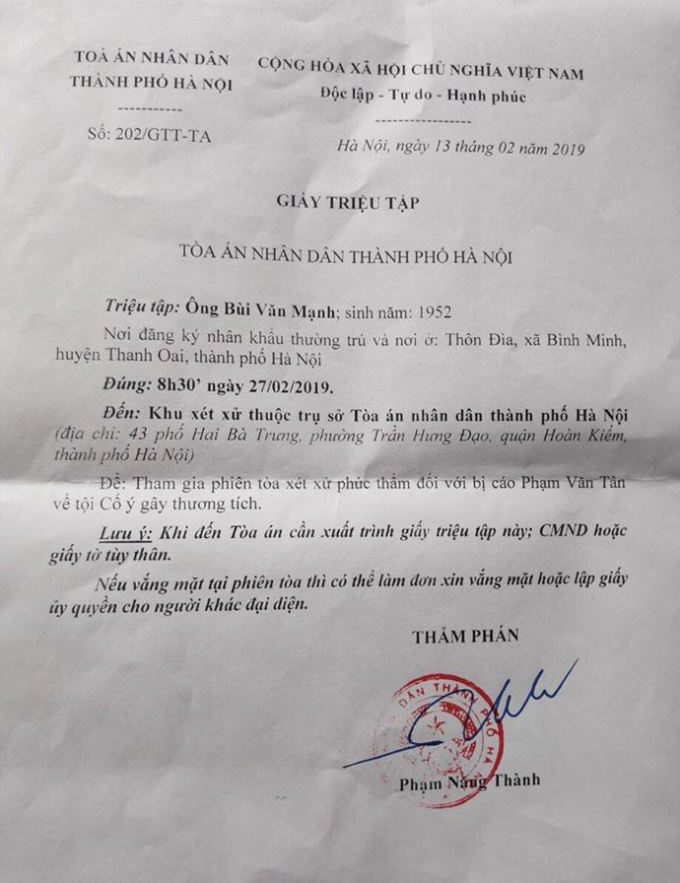 TOÀ ÁN NHÂN DÂN
THÀNH PHỐ HÀ NỘI
-----------
Số: 202/GTT-TA
CỘNG HÒA XÃ HỘI CHỦ NGHĨA VIỆT NAM
Độc lập - Tự do - Hạnh phúc
-----------------
Hà Nội, ngày 13 tháng 02 năm 2019
GIẤY TRIỆU TẬP
TÒA ÁN NHÂN DÂN THÀNH PHỐ HÀ NỘI
Triệu tập: Ông Bùi Văn Mạnh; sinh năm: 1952
Nơi đăng ký nhân khẩu thường trú và nơi ở: Thôn Đìa, xã Bình Minh,
huyện Thanh Oai, thành phố Hà Nội
Đúng: 8h30’ ngày 27/02/2019.
Đến: Khu xét xử thuộc trụ sở Tòa án nhân dân thành phố Hà Nội
(địa chỉ: 43 phố Hai Bà Trưng, phường Trần Hưng Đạo, quận Hoàn Kiếm,
thành phố Hà Nội)
Để: Tham gia phiên tòa xét xử phúc thẩm đối với bị cáo Phạm Văn Tân
về tội Cố ý gây thương tích.
Lưu ý: Khi đến Tòa án cần xuất trình giấy triệu tập này; CMND hoặc
giấy tờ tùy thân.
Nếu vắng mặt tại phiên tòa thì có thể làm đơn xin vắng mặt hoặc lập giấy
ủy quyền cho người khác đại diện.
THẨM PHÁN
DÂN THÀNH PHỐ HÀ
Phạm Năng Thành